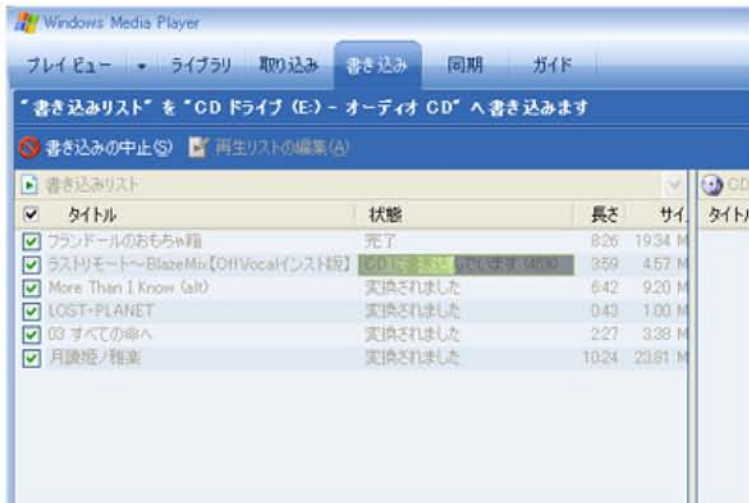 Windows Media Player
プレイ ビュー ライブラリ 取り込み 書き込み 同期 ガイド
"書き込みリスト" を "CD ドライブ (E:) - オーディオ CD" へ書き込みます
書き込みの中止(S) 再生リストの編集(A)
書き込みリスト CD
タイトル 状態 長さ サイ タイトル
フランドールのおもちゃ箱 完了 8:26 19.34 M
ラストリモート～BlazeMix【OffVocalインスト版】 3:59 4.57 M
More Than I Know (alt) 変換されました 6:42 9.20 M
LOST-PLANET 変換されました 0:43 1.00 M
03 すべての命へ 変換されました 2:27 3.38 M
変換されました 10:24 23.81 M